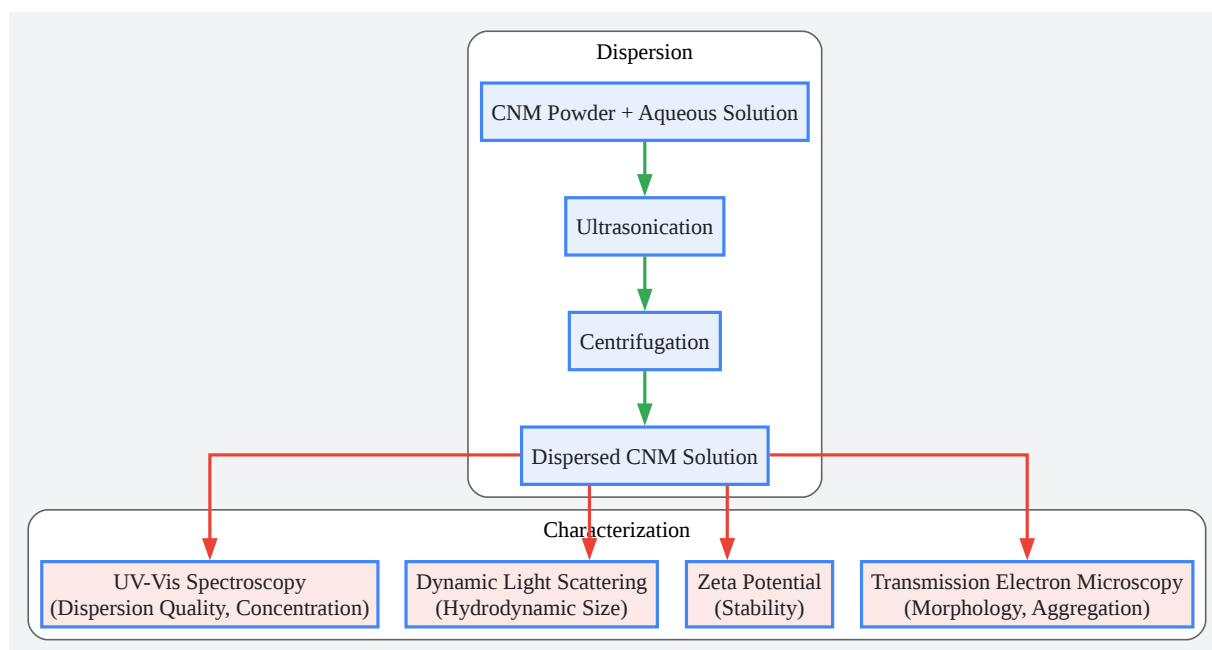 Dispersion
CNM Powder + Aqueous Solution
Ultrasonication
Centrifugation
Dispersed CNM Solution
Characterization
UV-Vis Spectroscopy
(Dispersion Quality, Concentration)
Dynamic Light Scattering
(Hydrodynamic Size)
Zeta Potential
(Stability)
Transmission Electron Microscopy
(Morphology, Aggregation)